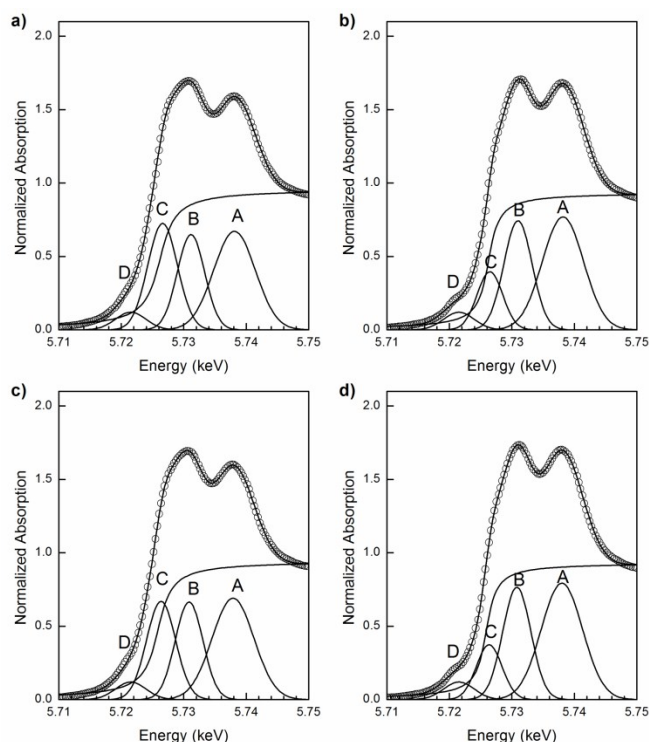 a)
2.0
1.5
1.0
0.5
0.0
Normalized Absorption
D
C
B
A
5.71 5.72 5.73 5.74 5.75
Energy (keV)
b)
2.0
1.5
1.0
0.5
0.0
Normalized Absorption
D
C
B
A
5.71 5.72 5.73 5.74 5.75
Energy (keV)
c)
2.0
1.5
1.0
0.5
0.0
Normalized Absorption
D
C
B
A
5.71 5.72 5.73 5.74 5.75
Energy (keV)
d)
2.0
1.5
1.0
0.5
0.0
Normalized Absorption
D
C
B
A
5.71 5.72 5.73 5.74 5.75
Energy (keV)